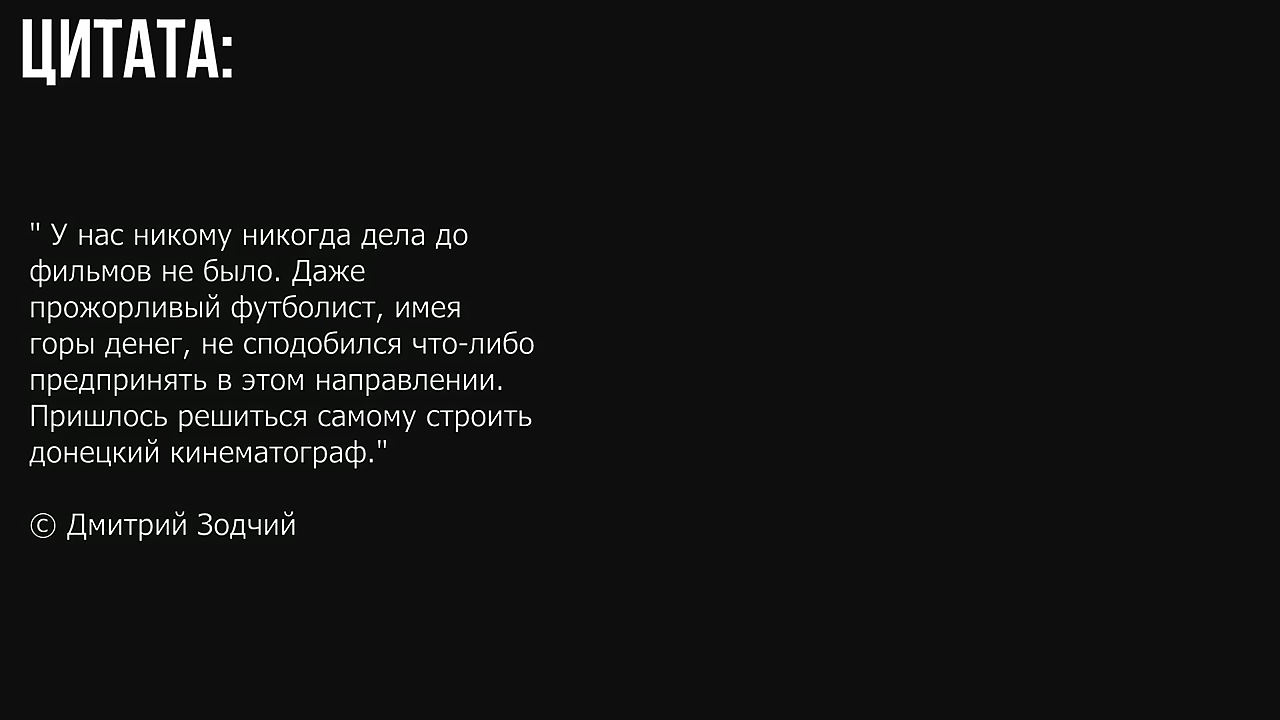 ЦИТАТА:
" У нас никому никогда дела до
фильмов не было. Даже
прожорливый футболист, имея
горы денег, не сподобился что-либо
предпринять в этом направлении.
Пришлось решиться самому строить
донецкий кинематограф."
© Дмитрий Зодчий